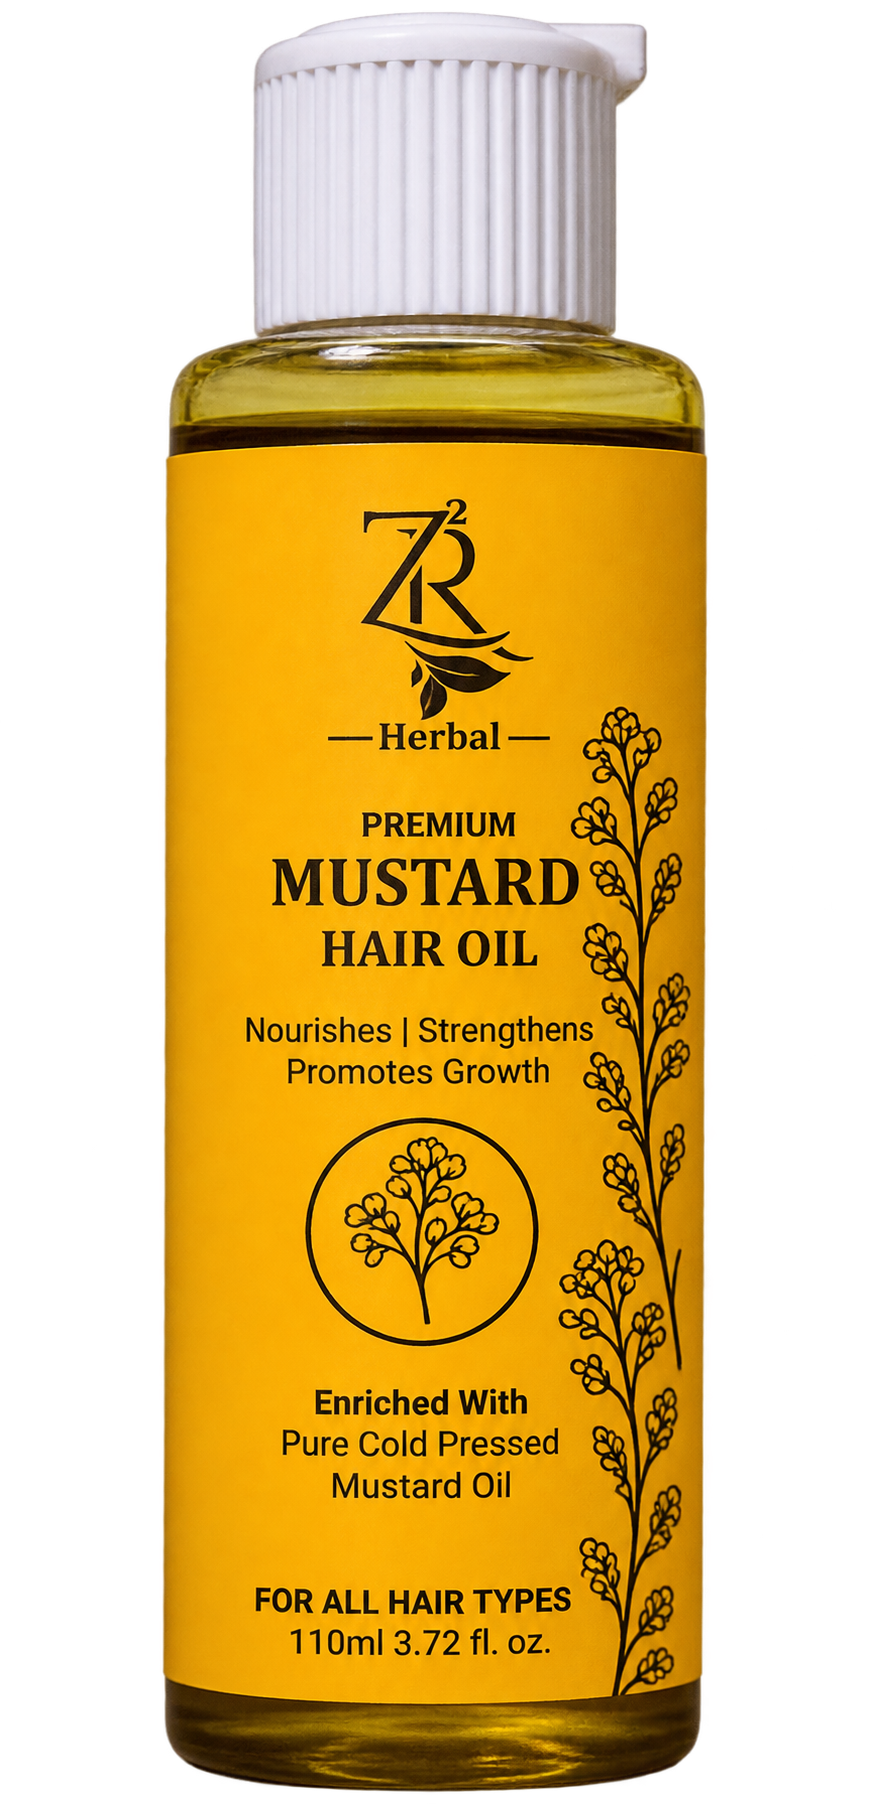 ZR²
Herbal
PREMIUM
MUSTARD
HAIR OIL
Nourishes | Strengthens
Promotes Growth
Enriched With
Pure Cold Pressed
Mustard Oil
FOR ALL HAIR TYPES
110ml 3.72 fl. oz.